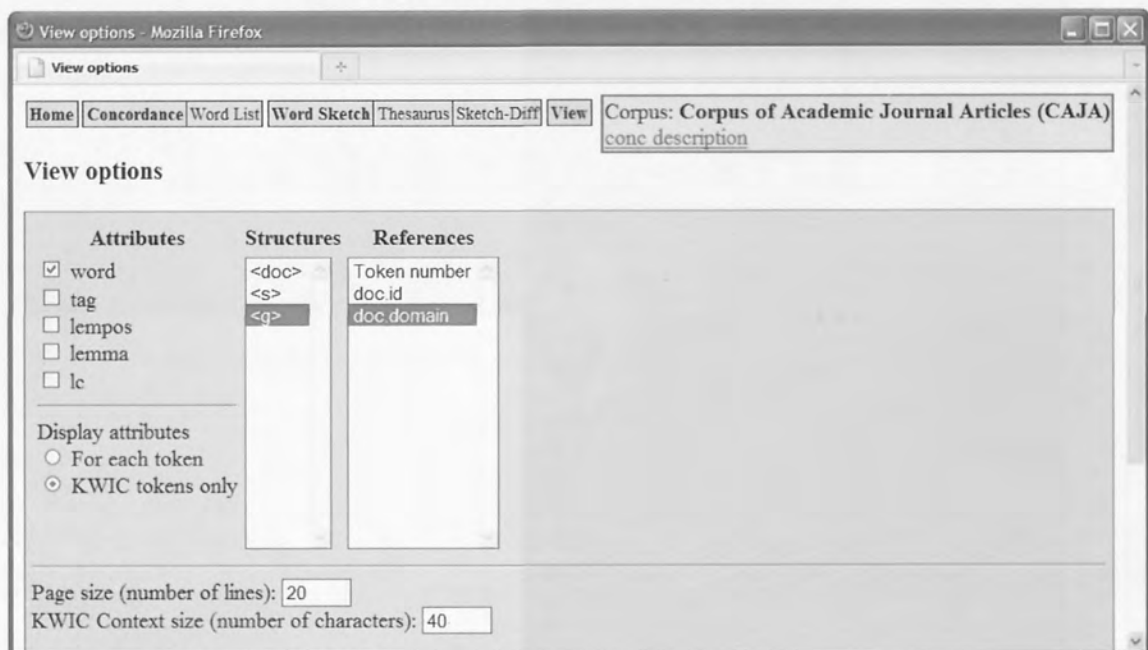 View options - Mozilla Firefox
View options
Home Concordance Word List Word Sketch Thesaurus Sketch-Diff View
Corpus: Corpus of Academic Journal Articles (CAJA)
conc description
View options
Attributes Structures References
word
tag
lempos
lemma
lc
<doc>
<s>
<g>
Token number
doc.id
doc.domain
Display attributes
For each token
KWIC tokens only
Page size (number of lines): 20
KWIC Context size (number of characters): 40